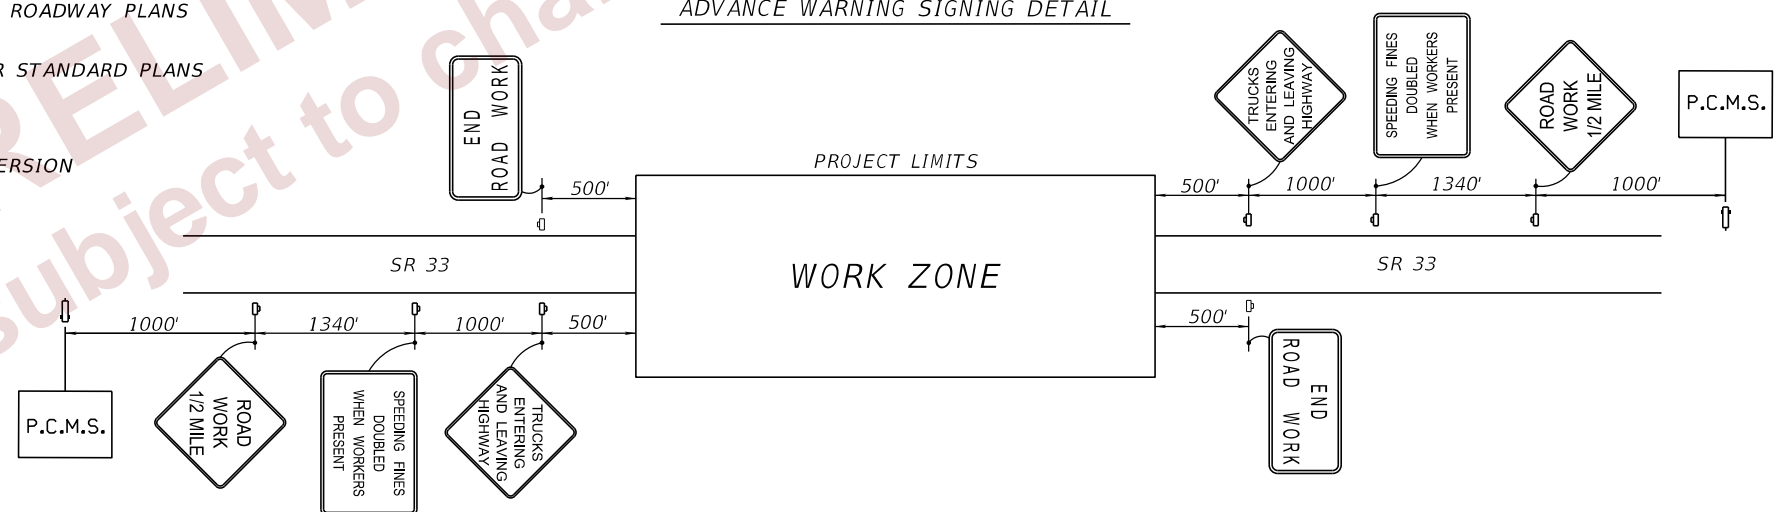 ROADWAY PLANS
STANDARD PLANS
ADVANCE WARNING SIGNING DETAIL
END
ROAD WORK
500'
PROJECT LIMITS
WORK ZONE
SR 33
SR 33
TRUCKS
ENTERING
AND LEAVING
HIGHWAY
SPEEDING FINES
DOUBLED
WHEN WORKERS
PRESENT
ROAD
WORK
1/2 MILE
P.C.M.S.
500'
1000'
1340'
1000'
1000'
1340'
1000'
500'
P.C.M.S.
ROAD
WORK
1/2 MILE
SPEEDING FINES
DOUBLED
WHEN WORKERS
PRESENT
TRUCKS
ENTERING
AND LEAVING
HIGHWAY
500'
END
ROAD WORK
subject to